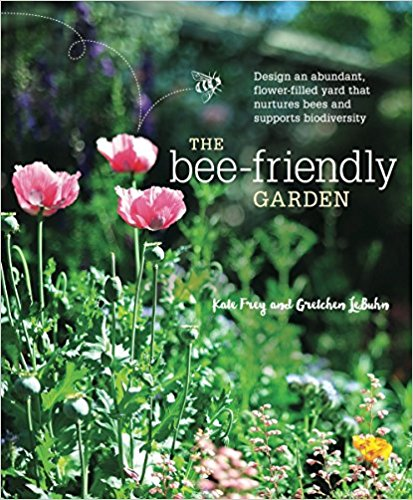 Design an abundant,
flower-filled yard that
nurtures bees and
supports biodiversity
THE
bee-friendly
GARDEN
Kate Frey and Gretchen LeBuhn